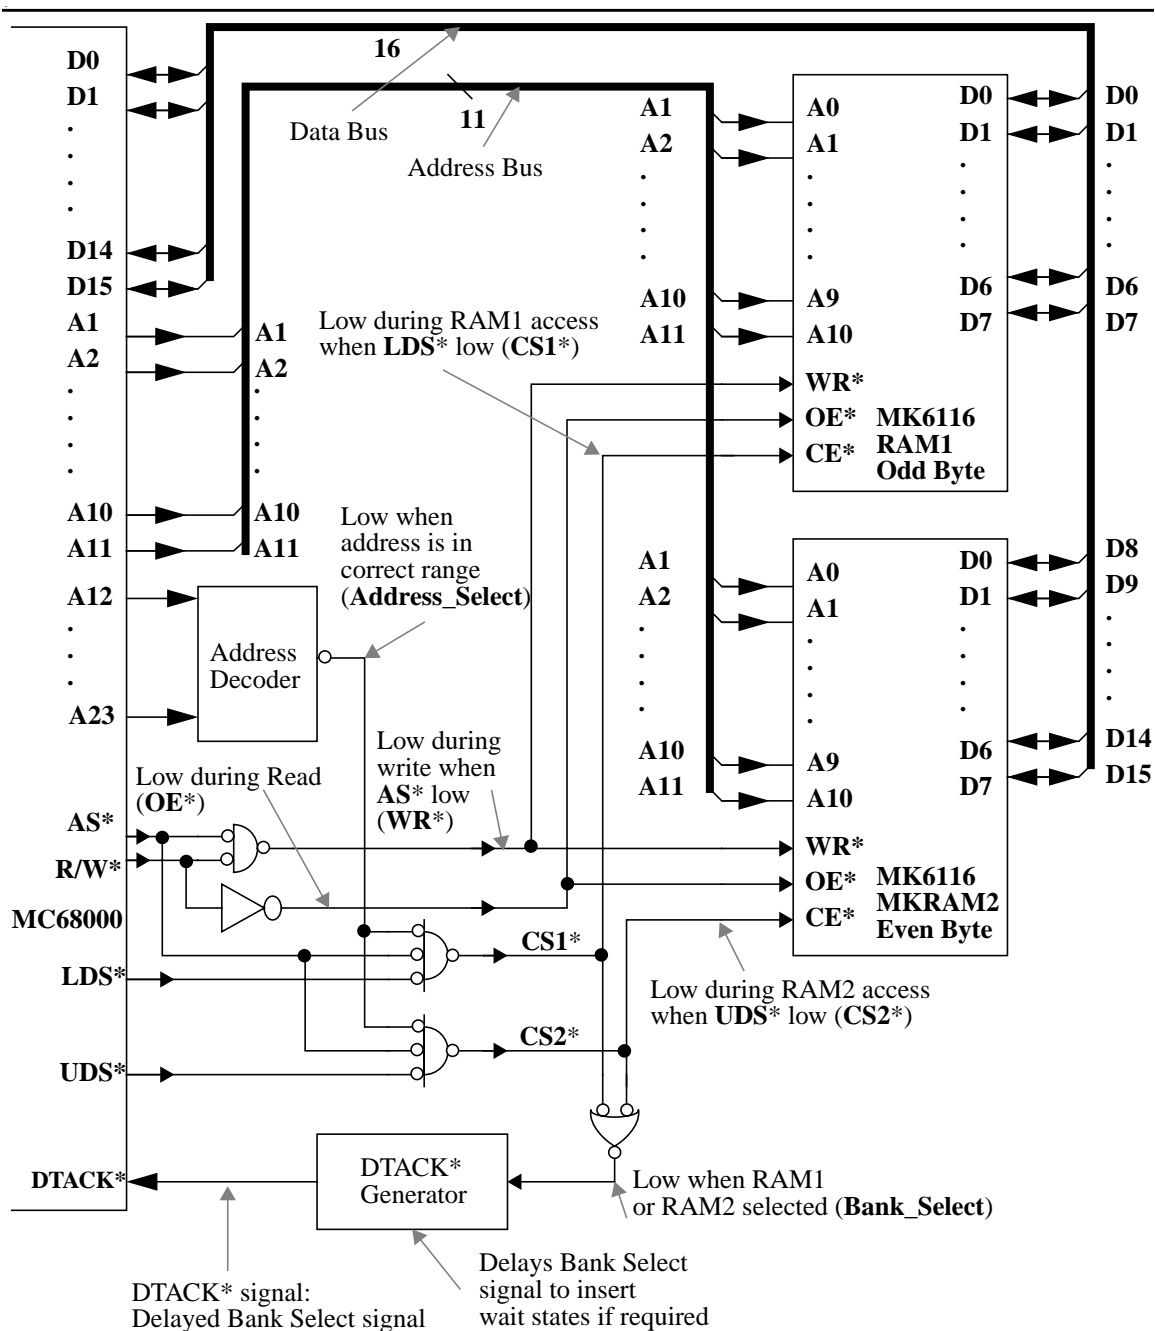 16
D0
D1
D14
D15
A1
A2
A10
A11
A12
A23
AS*
R/W*
MC68000
LDS*
UDS*
DTACK*
Data Bus
11
Address Bus
A1
A2
A10
A11
Low during RAM1 access
when LDS* low (CS1*)
Low when
address is in
correct range
(Address_Select)
Address
Decoder
Low during Read
(OE*)
Low during
write when
AS* low
(WR*)
CS1*
CS2*
A1
A2
A10
A11
A0
A1
A9
A10
WR*
OE*
CE*
MK6116
RAM1
Odd Byte
D0
D1
D6
D7
D0
D1
D6
D7
A1
A2
A10
A11
A0
A1
A9
A10
WR*
OE*
CE*
MK6116
MKRAM2
Even Byte
D0
D1
D6
D7
D8
D9
D14
D15
Low during RAM2 access
when UDS* low (CS2*)
DTACK*
Generator
Low when RAM1
or RAM2 selected (Bank_Select)
DTACK* signal:
Delayed Bank Select signal
Delays Bank Select
signal to insert
wait states if required